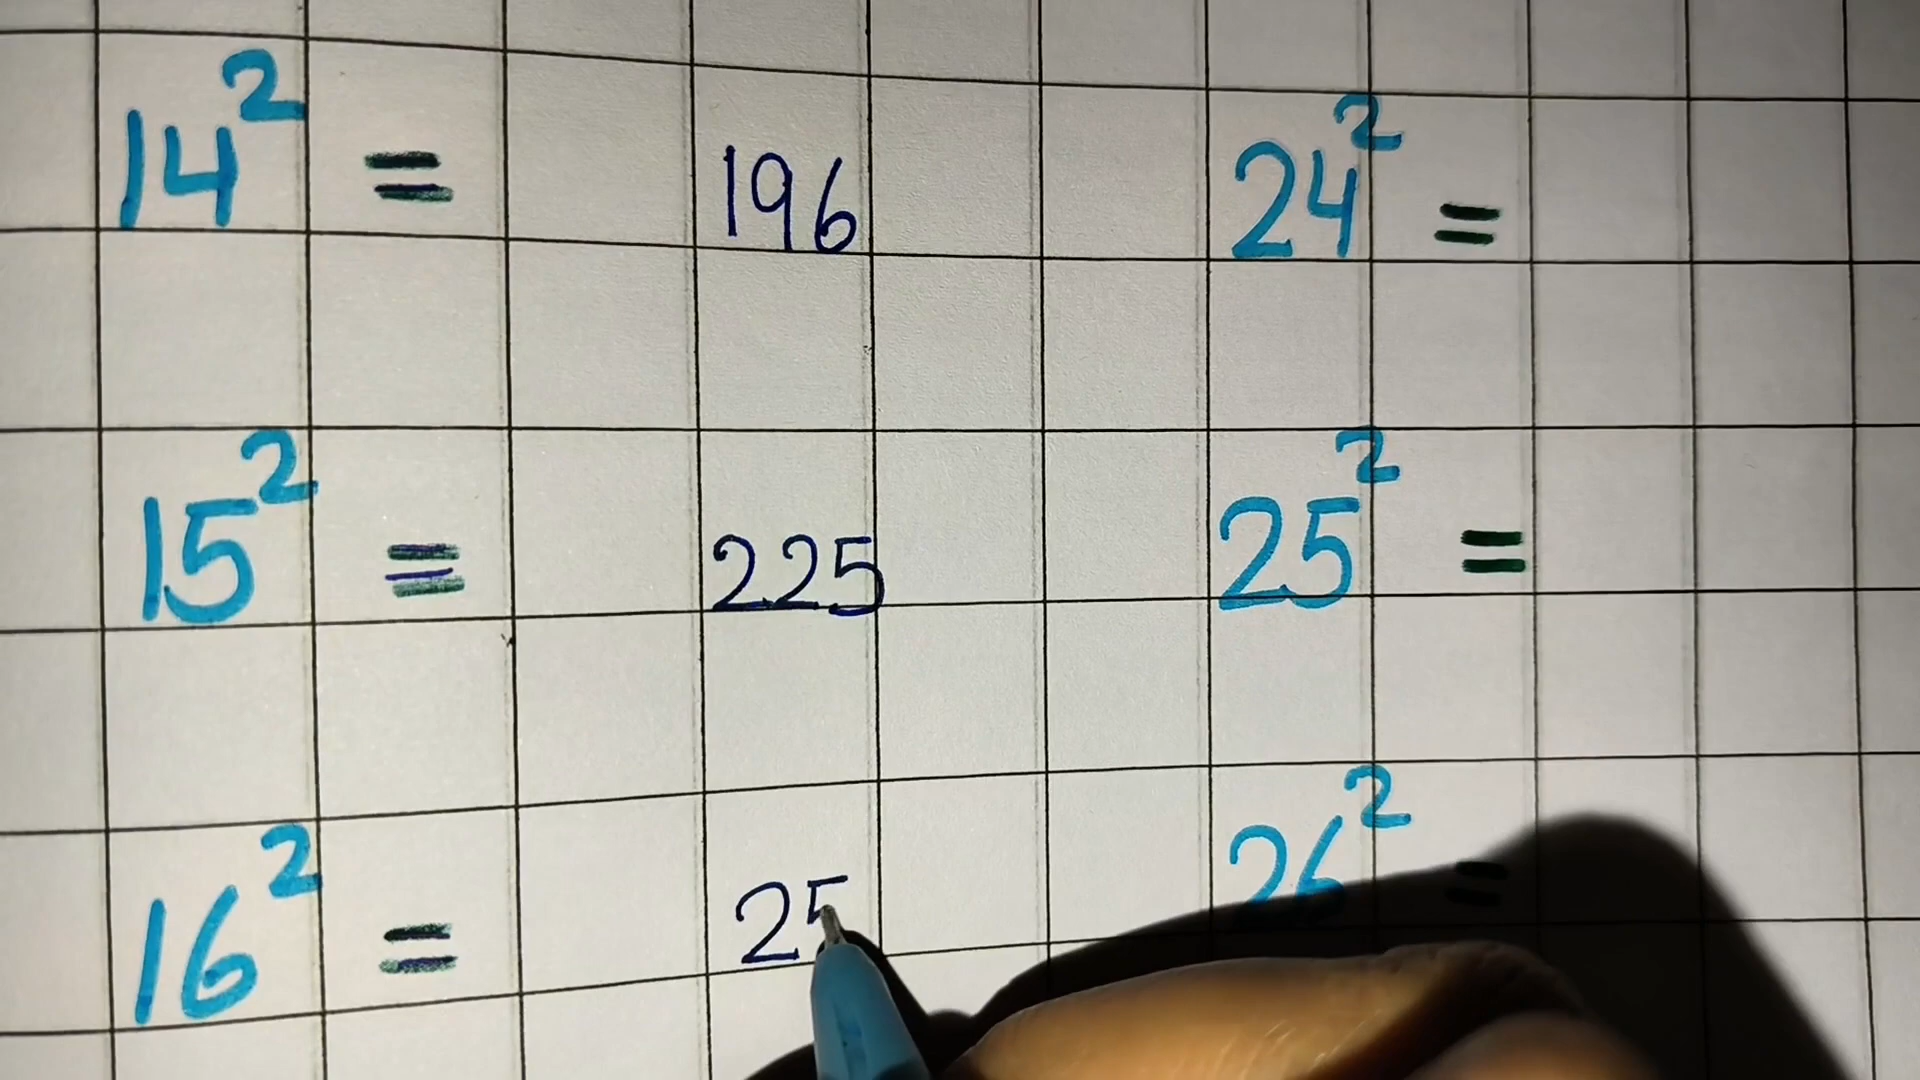 14² = 196 24² =
15² = 225 25² =
16² = 25 26² =